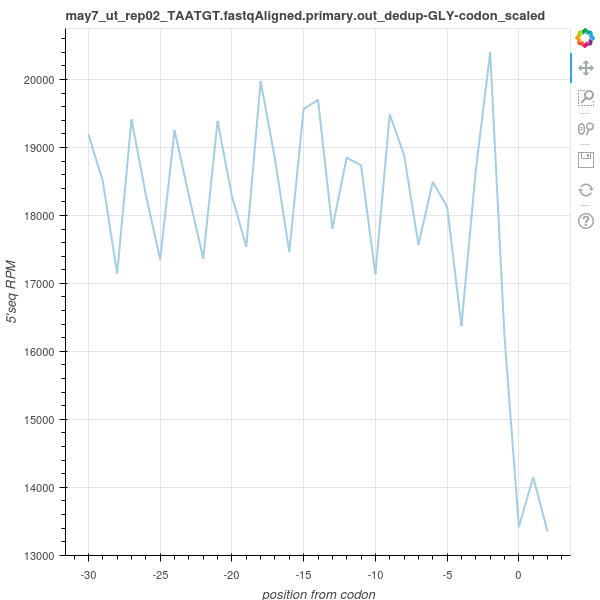 may7_ut_rep02_TAATGT.fastqAligned.primary.out_dedup-GLY-codon_scaled
20000
19000
18000
17000
16000
15000
14000
13000
5'seq RPM
-30 -25 -20 -15 -10 -5 0
position from codon